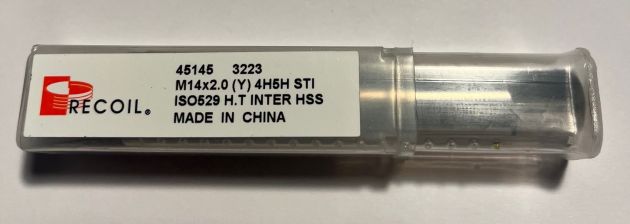 RECOIL®
45145 3223
M14x2.0 (Y) 4H5H STI
ISO529 H.T INTER HSS
MADE IN CHINA